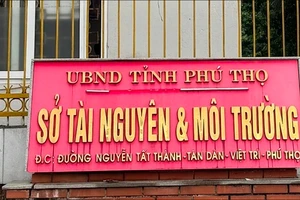 UBND TỈNH PHÚ THỌ
SỞ TÀI NGUYÊN & MÔI TRƯỜNG
Đ.C: ĐƯỜNG NGUYỄN TẤT THÀNH-TÂN DÂN-VIỆT TRÌ-PHÚ THỌ